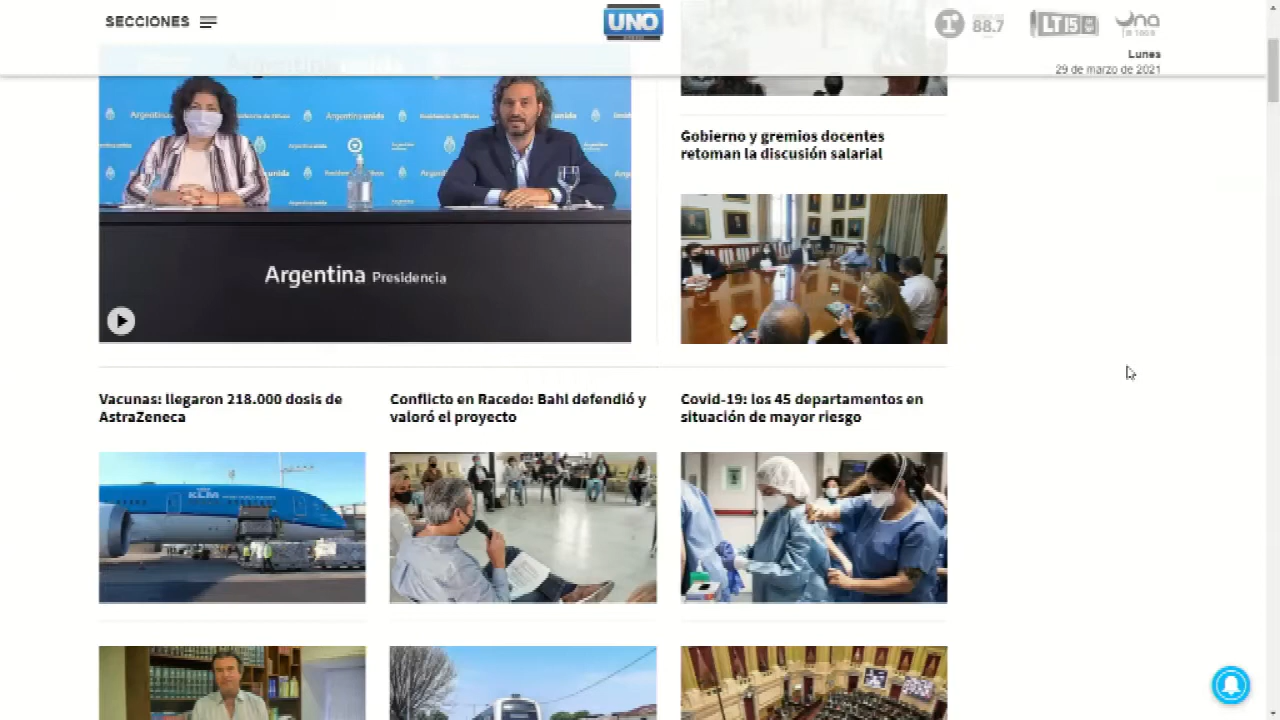 SECCIONES
UNO
88.7
LT15
una
Lunes
29 de marzo de 2021
Argentina unida
Argentina Presidencia
Gobierno y gremios docentes
retoman la discusión salarial
Vacunas: llegaron 218.000 dosis de
AstraZeneca
Conflicto en Racedo: Bahl defendió y
valoró el proyecto
Covid-19: los 45 departamentos en
situación de mayor riesgo
KLM